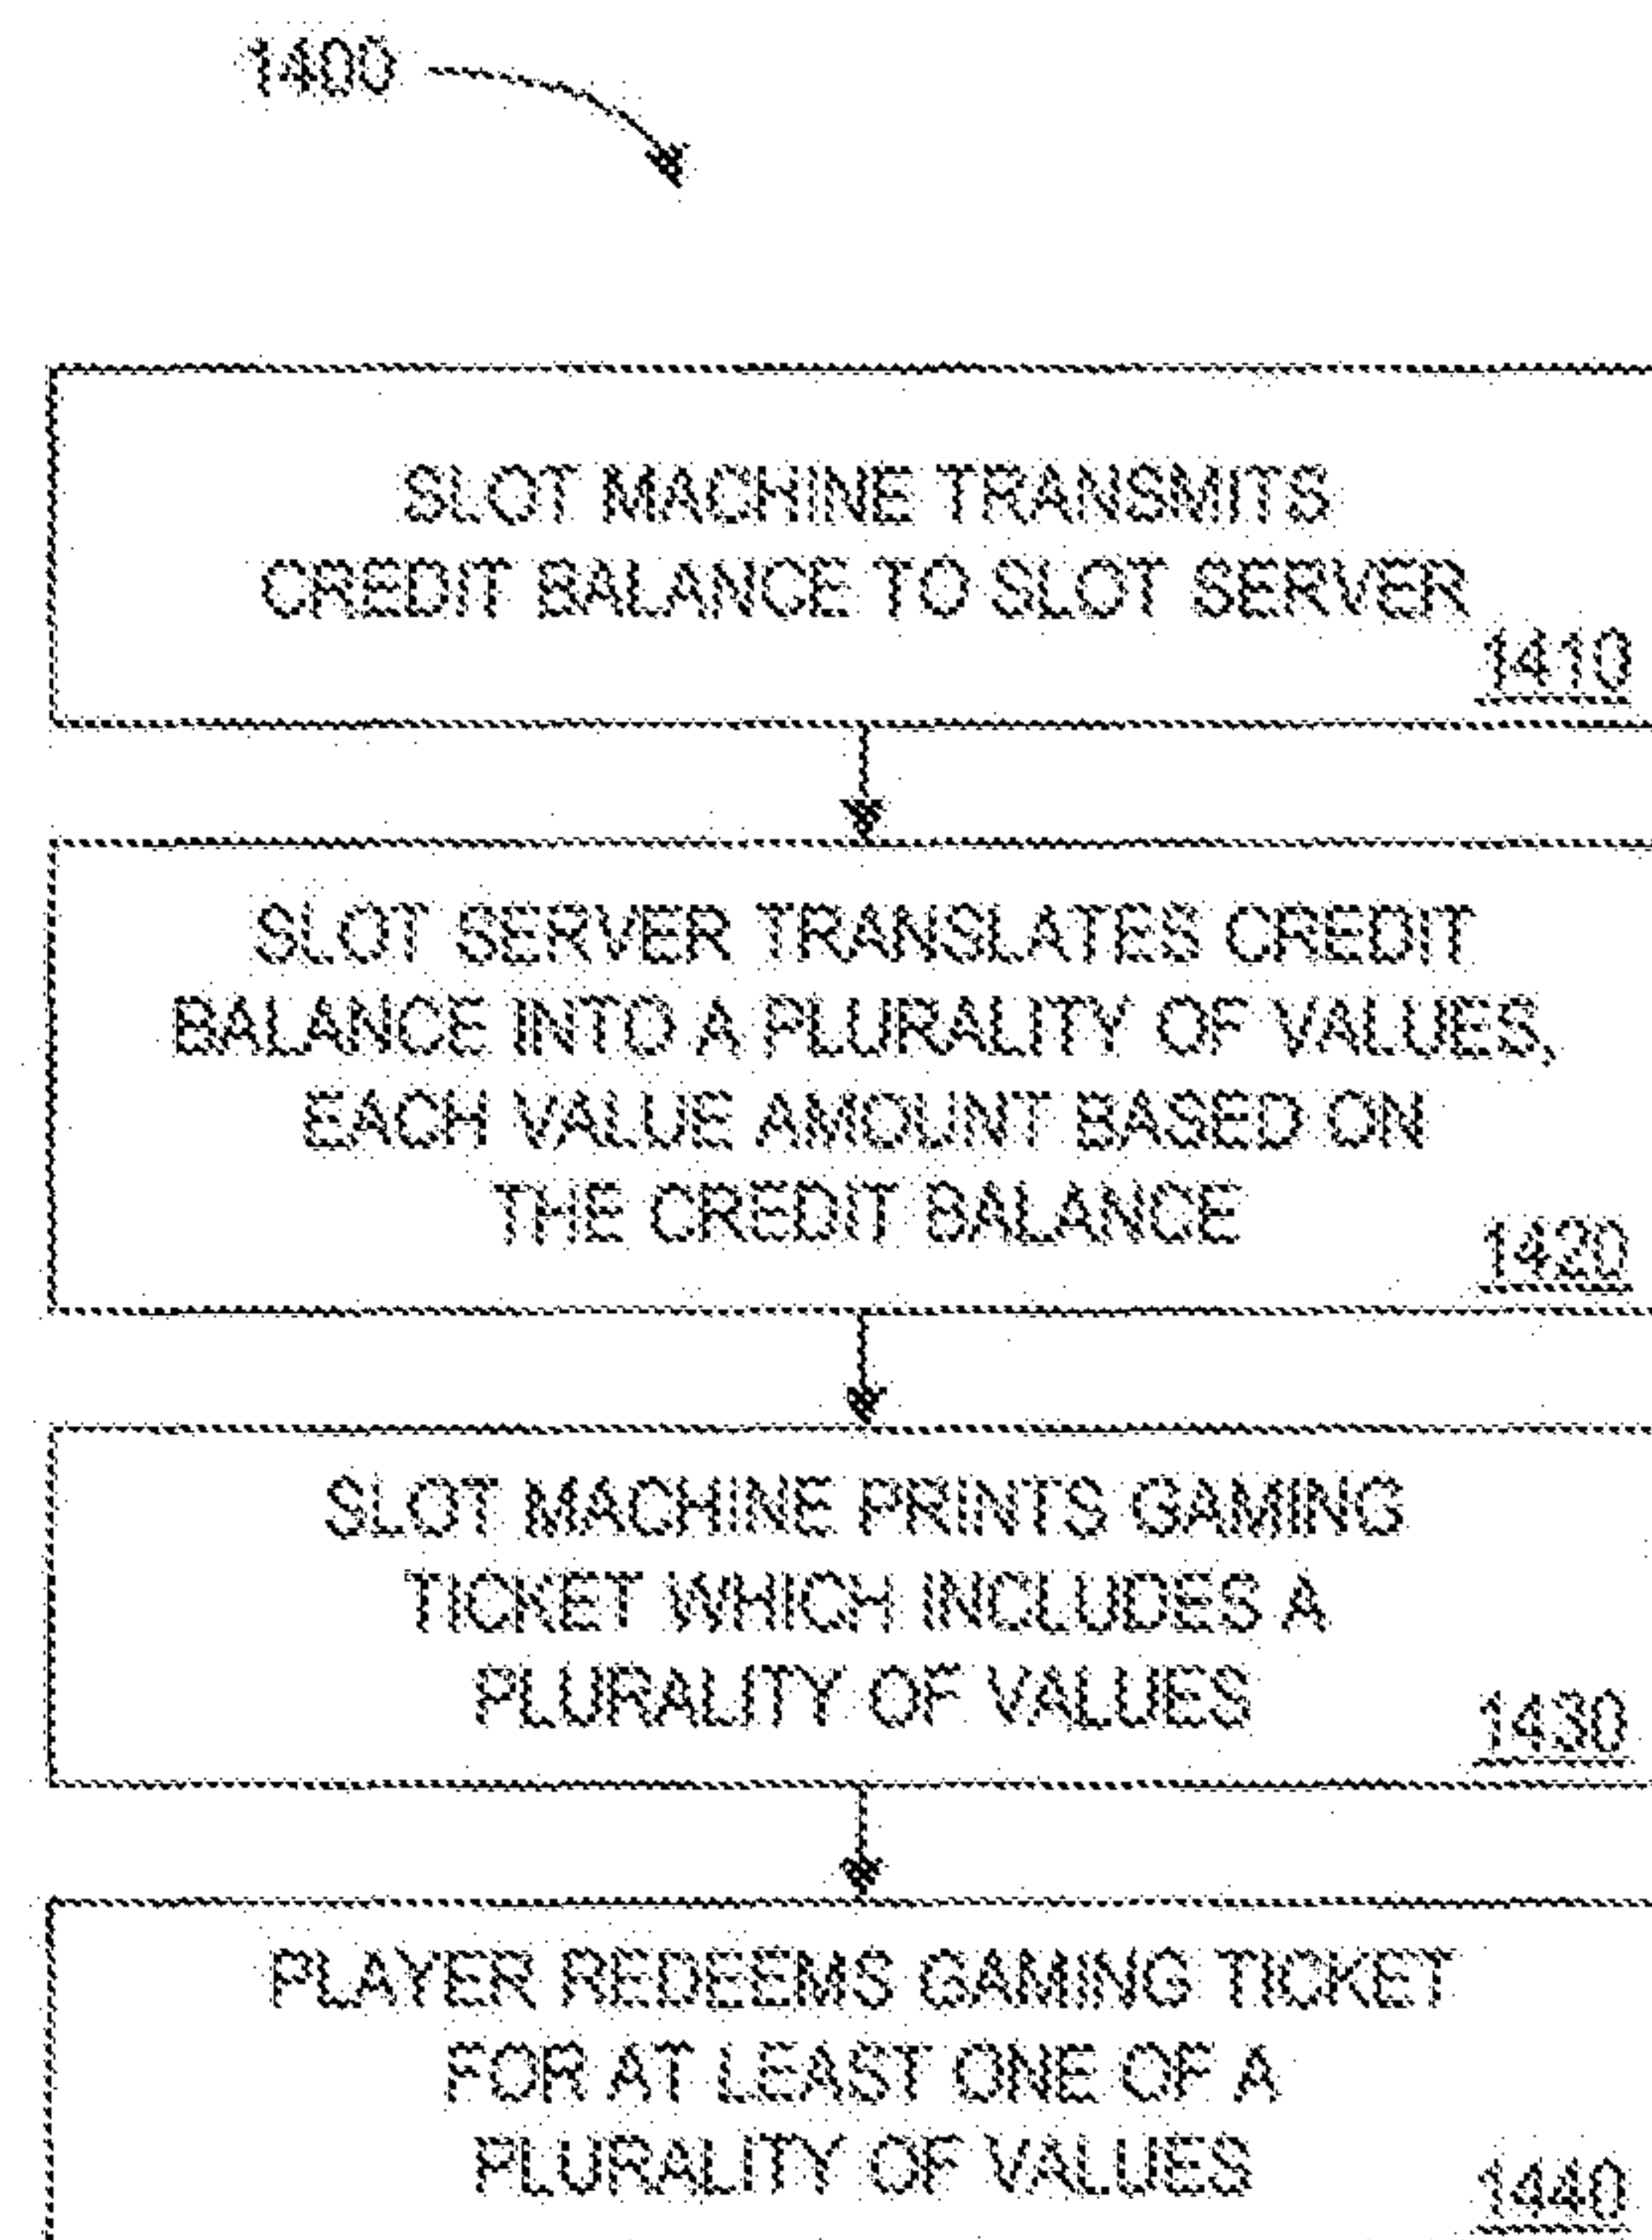 1400
SLOT MACHINE TRANSMITS
CREDIT BALANCE TO SLOT SERVER
1410
SLOT SERVER TRANSLATES CREDIT
BALANCE INTO A PLURALITY OF VALUES,
EACH VALUE AMOUNT BASED ON
THE CREDIT BALANCE
1420
SLOT MACHINE PRINTS GAMING
TICKET WHICH INCLUDES A
PLURALITY OF VALUES
1430
PLAYER REDEEMS GAMING TICKET
FOR AT LEAST ONE OF A
PLURALITY OF VALUES
1440